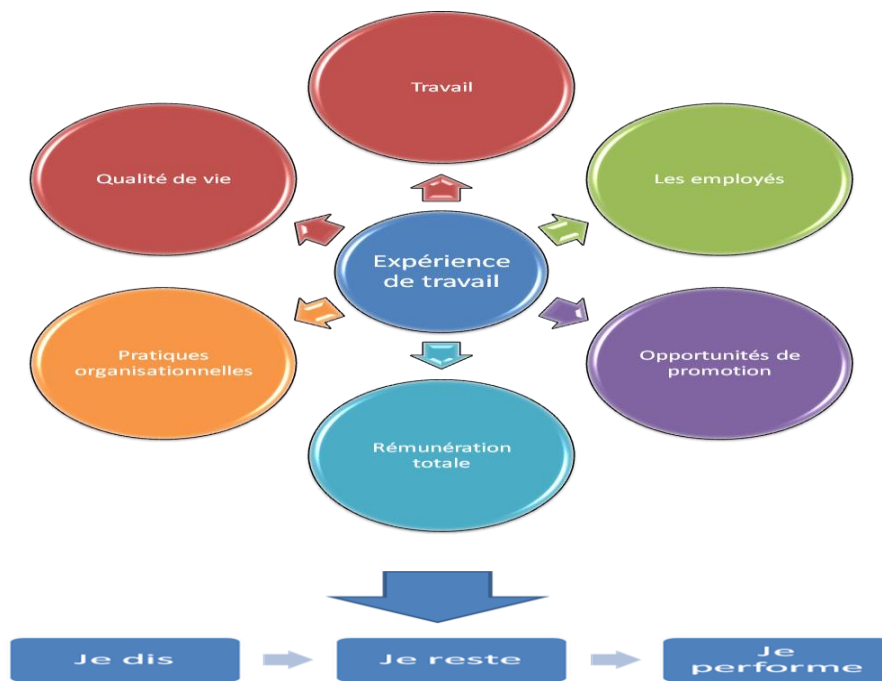 Travail
Qualité de vie
Les employés
Expérience
de travail
Pratiques
organisationnelles
Opportunités de
promotion
Rémunération
totale
Je dis
Je reste
Je
performe